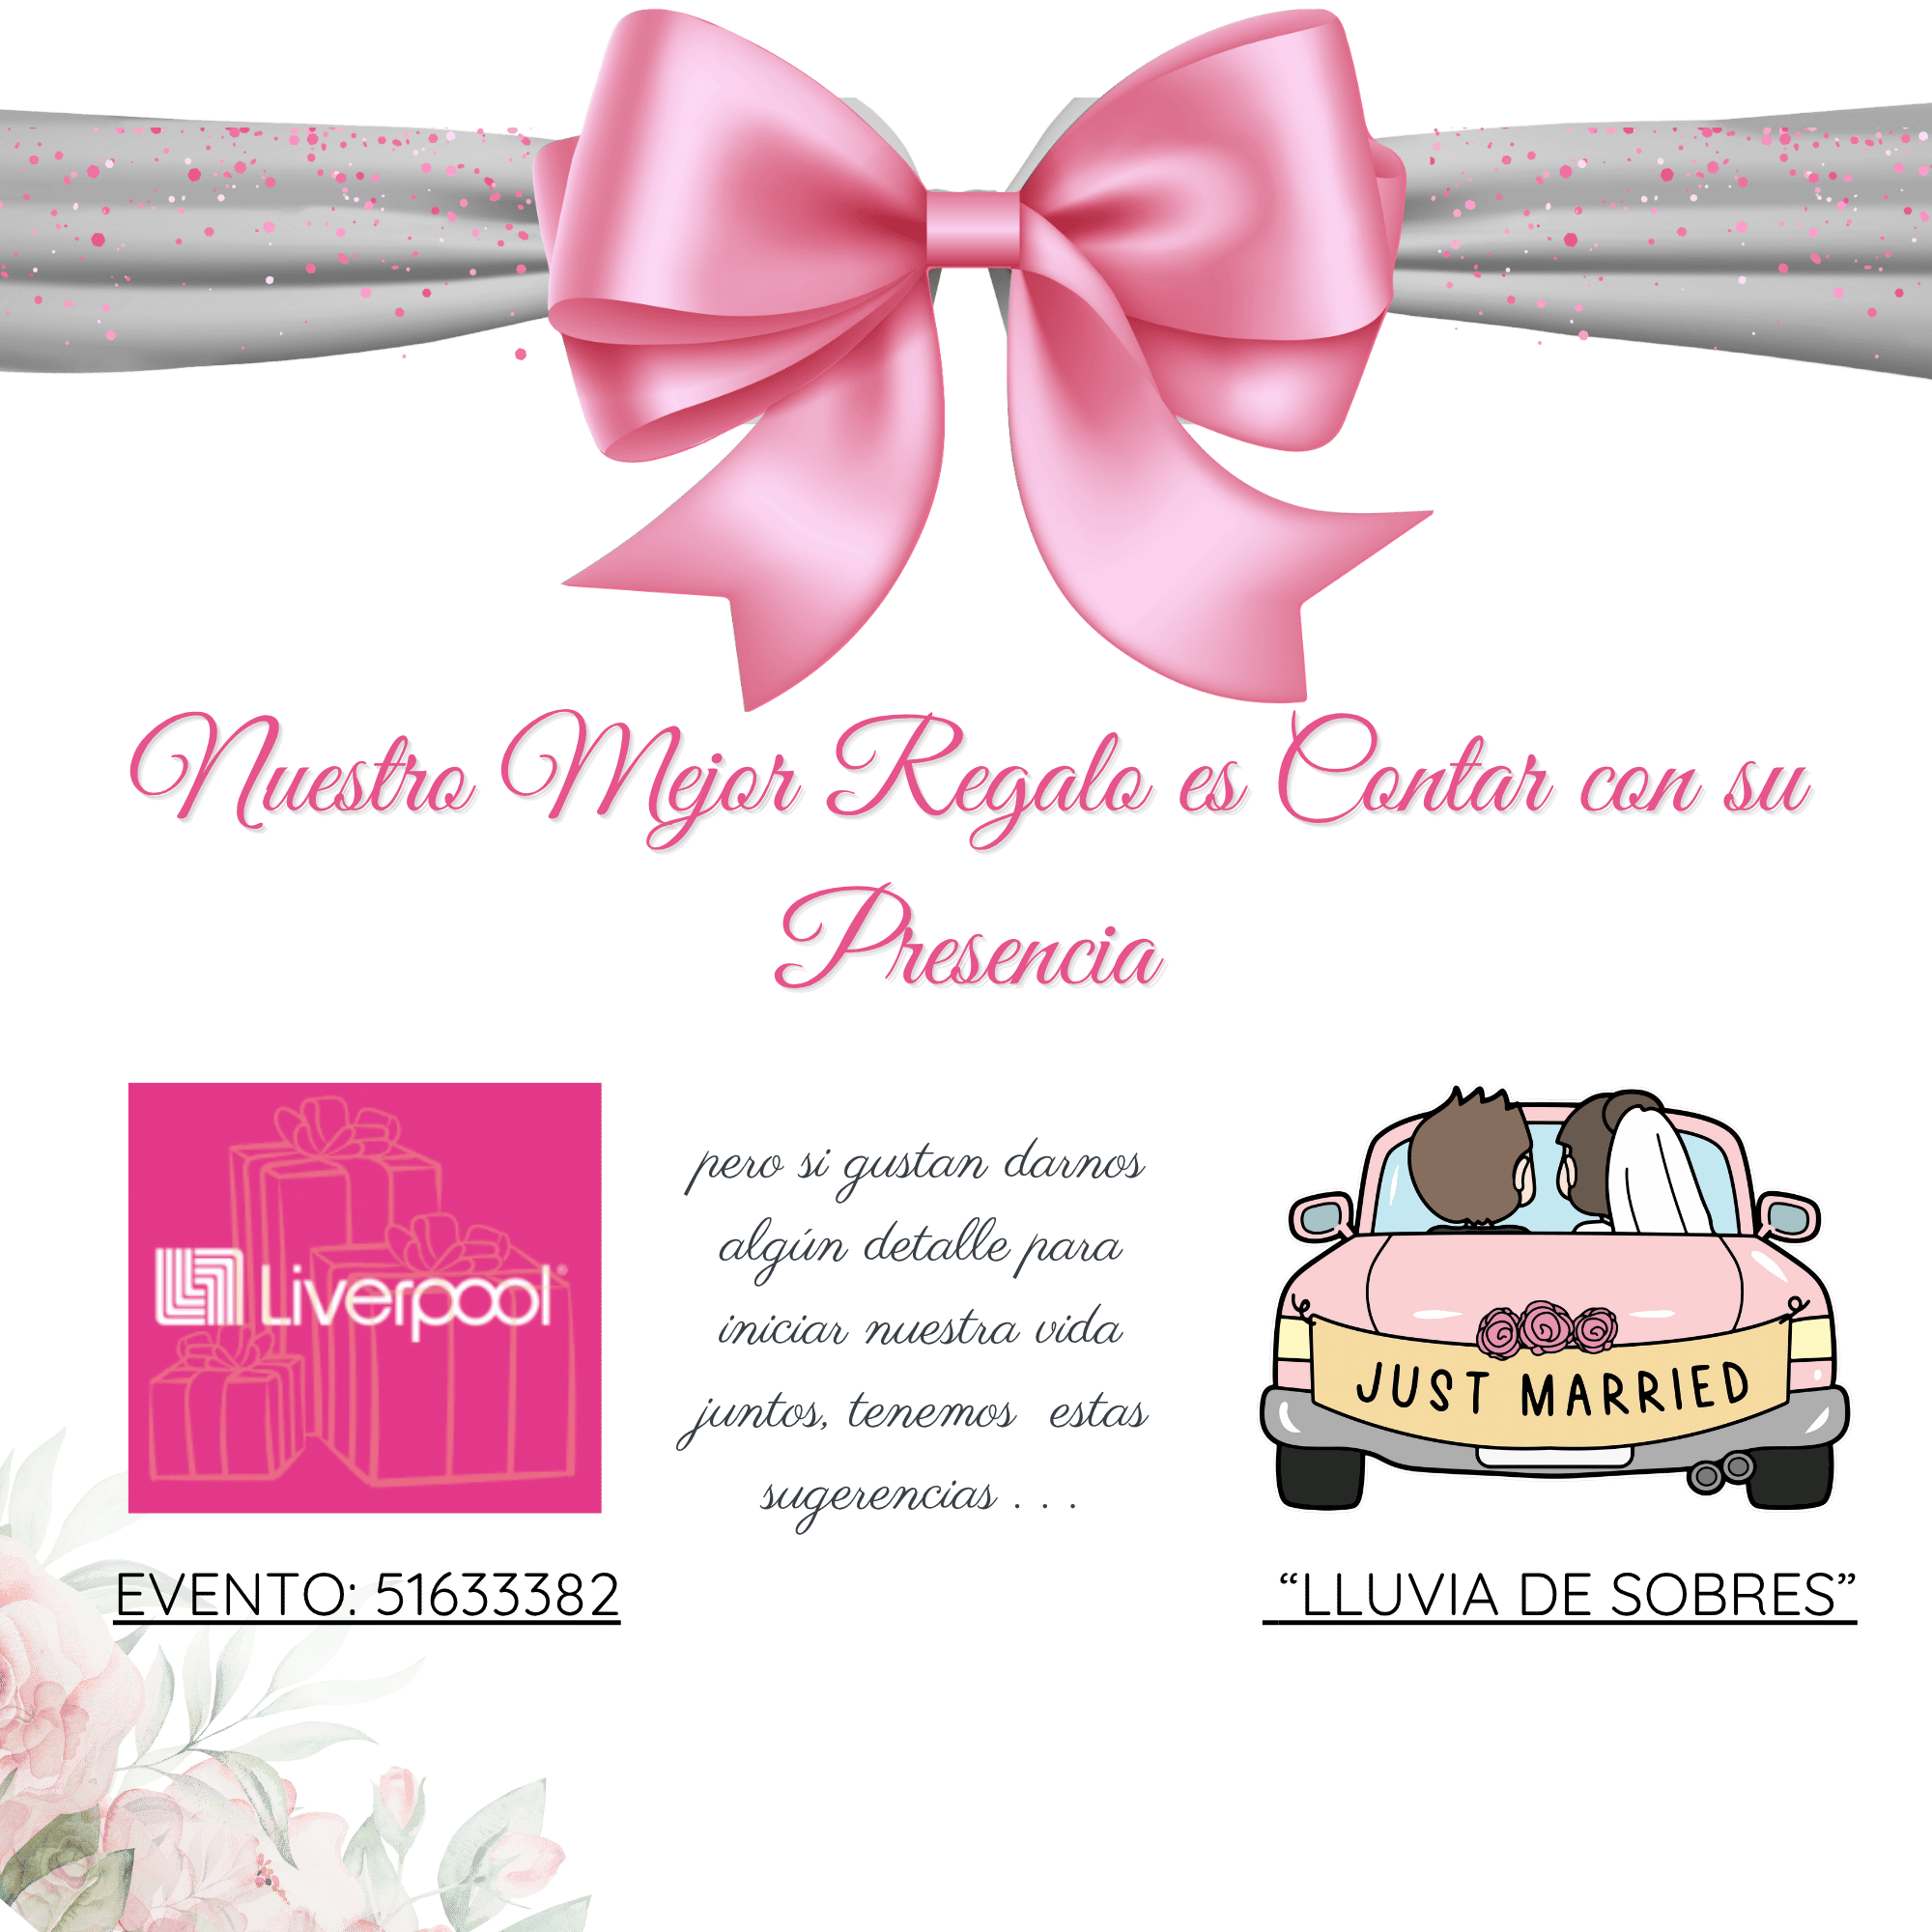 Nuestro Mejor Regalo es Contar con su
Presencia
Liverpool®
pero si gustan darnos
algún detalle para
iniciar nuestra vida
juntos, tenemos estas
sugerencias . . .
JUST MARRIED
EVENTO: 51633382
“LLUVIA DE SOBRES”